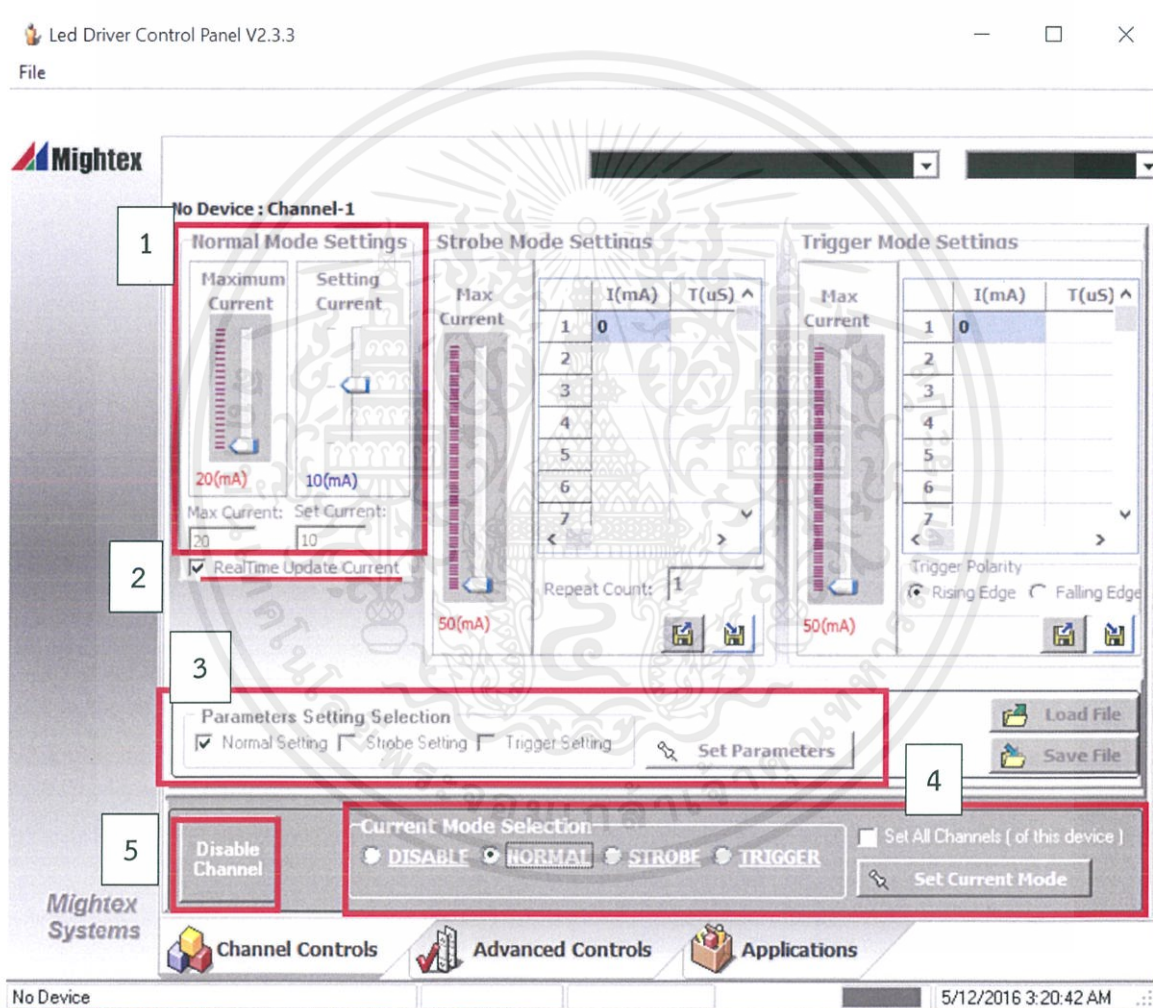 Led Driver Control Panel V2.3.3
File
Mightex
No Device : Channel-1
1
Normal Mode Settings
Maximum Current
Setting Current
20(mA)
10(mA)
Max Current:
Set Current:
20
10
2
RealTime Update Current
Strobe Mode Settings
Max Current
I(mA)
T(uS)
1
0
2
3
4
5
6
7
50(mA)
Repeat Count:
1
Trigger Mode Settings
Max Current
I(mA)
T(uS)
1
0
2
3
4
5
6
7
50(mA)
Trigger Polarity
Rising Edge
Falling Edge
3
Parameters Setting Selection
Normal Setting
Strobe Setting
Trigger Setting
Set Parameters
Load File
Save File
4
5
Disable Channel
Current Mode Selection
DISABLE
NORMAL
STROBE
TRIGGER
Set All Channels ( of this device )
Set Current Mode
Mightex Systems
Channel Controls
Advanced Controls
Applications
No Device
5/12/2016 3:20:42 AM